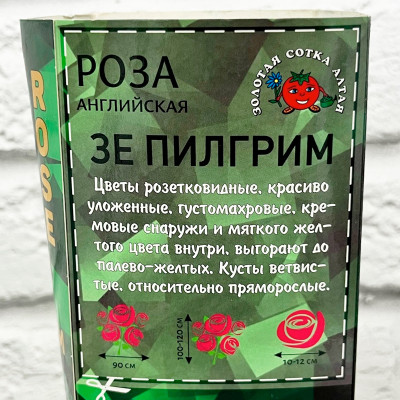 РОЗА
АНГЛИЙСКАЯ
ЗЕ ПИЛГРИМ
ЗОЛОТАЯ СОТКА АЛТАЯ
ROSE
Цветы розетковидные, красиво
уложенные, густомахровые, кре-
мовые снаружи и мягкого жел-
того цвета внутри, выгорают до
палево-желтых. Кусты ветвис-
тые, относительно пряморослые.
90 СМ
100-120 СМ
10-12 СМ